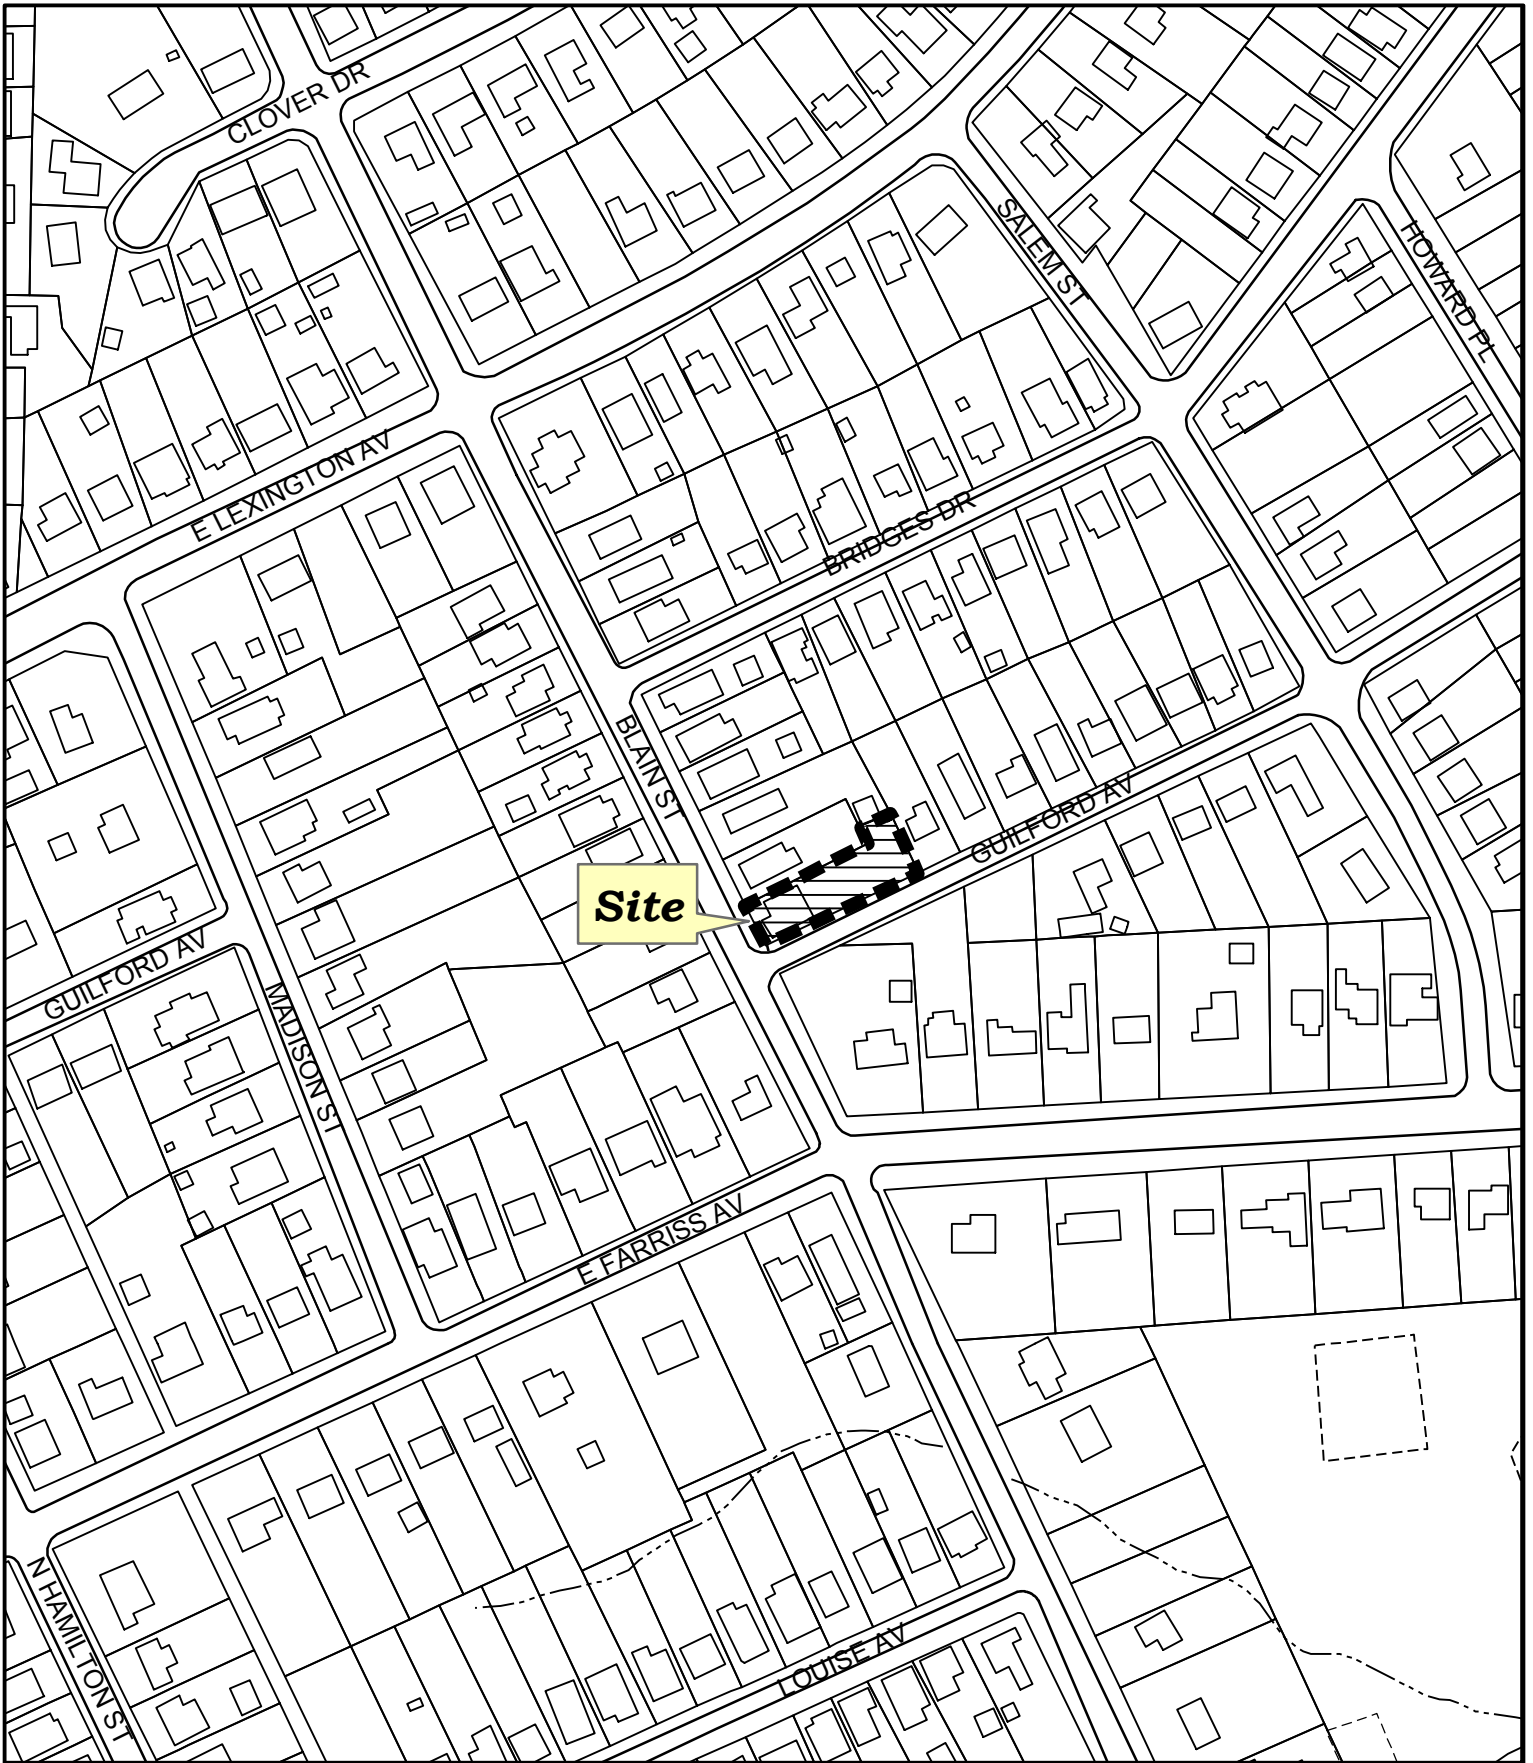 CLOVER DR
SALEM ST
HOWARD PL
E LEXINGTON AV
BRIDGES DR
BLAIN ST
GUILFORD AV
Site
GUILFORD AV
MADISON ST
E FARRISS AV
N HAMILTON ST
LOUISE AV